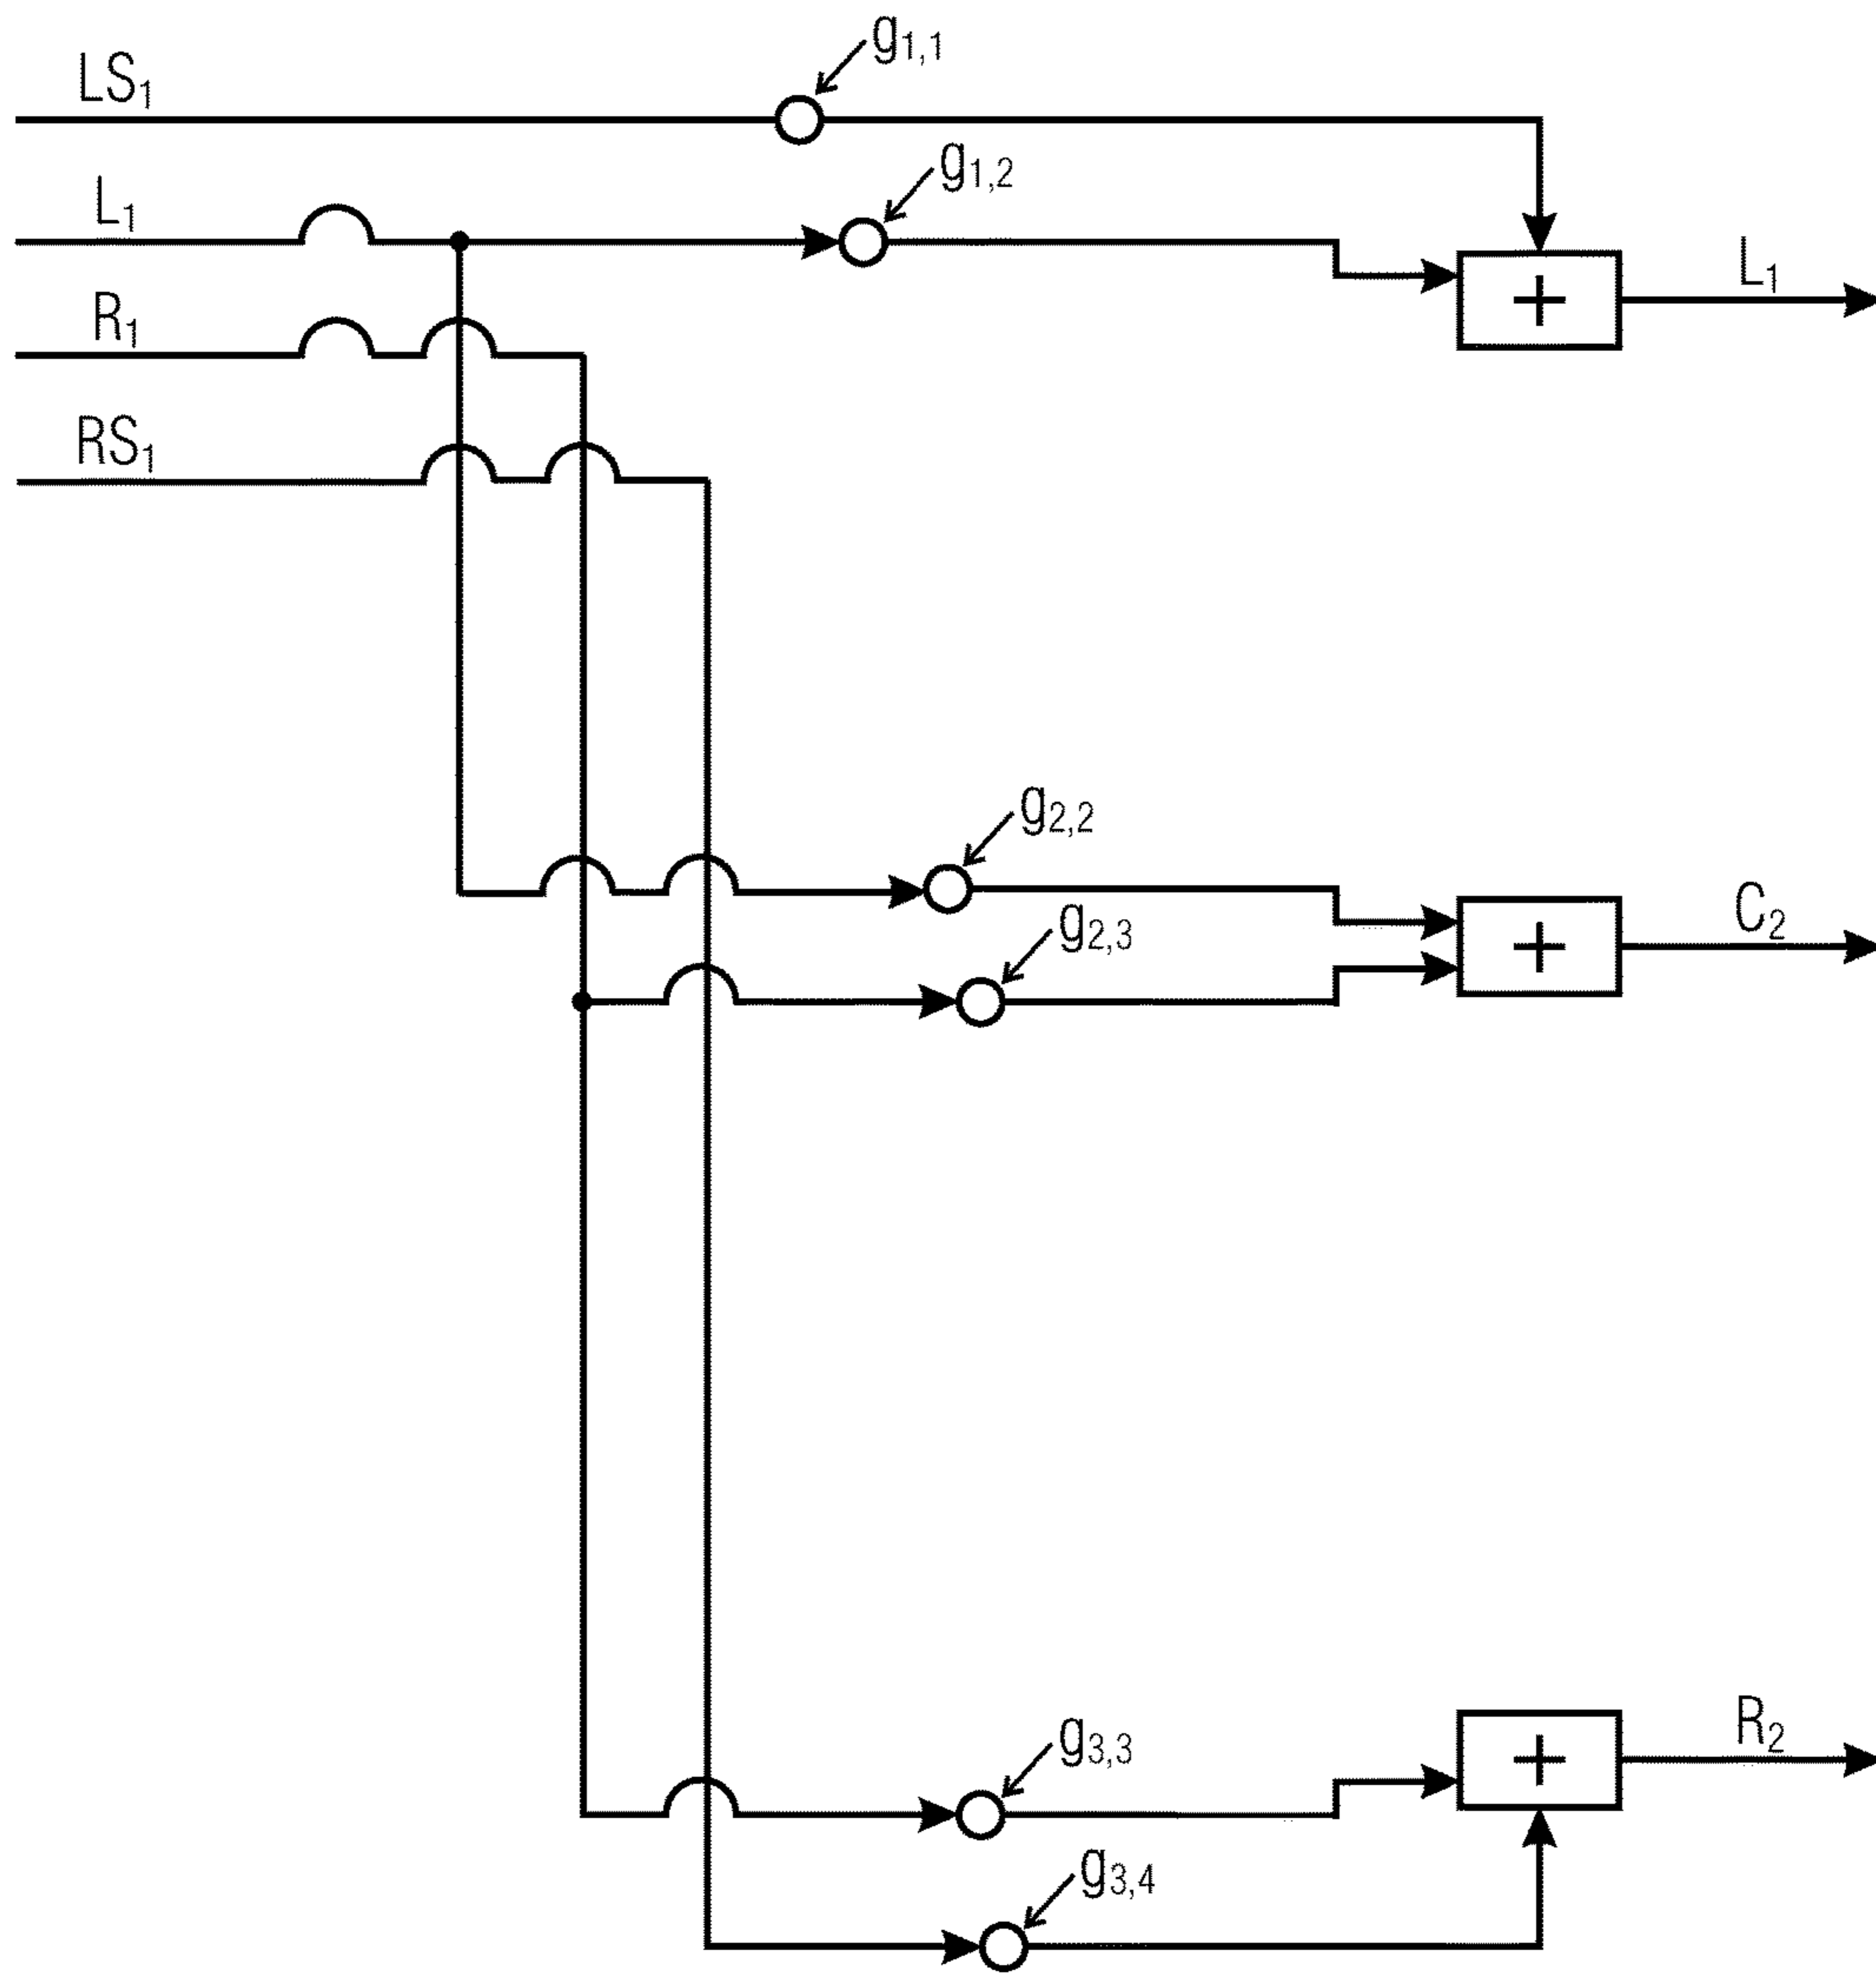 g1,1
LS1
g1,2
L1
L1
R1
RS1
+
g2,2
C2
g2,3
+
g3,3
R2
+
g3,4